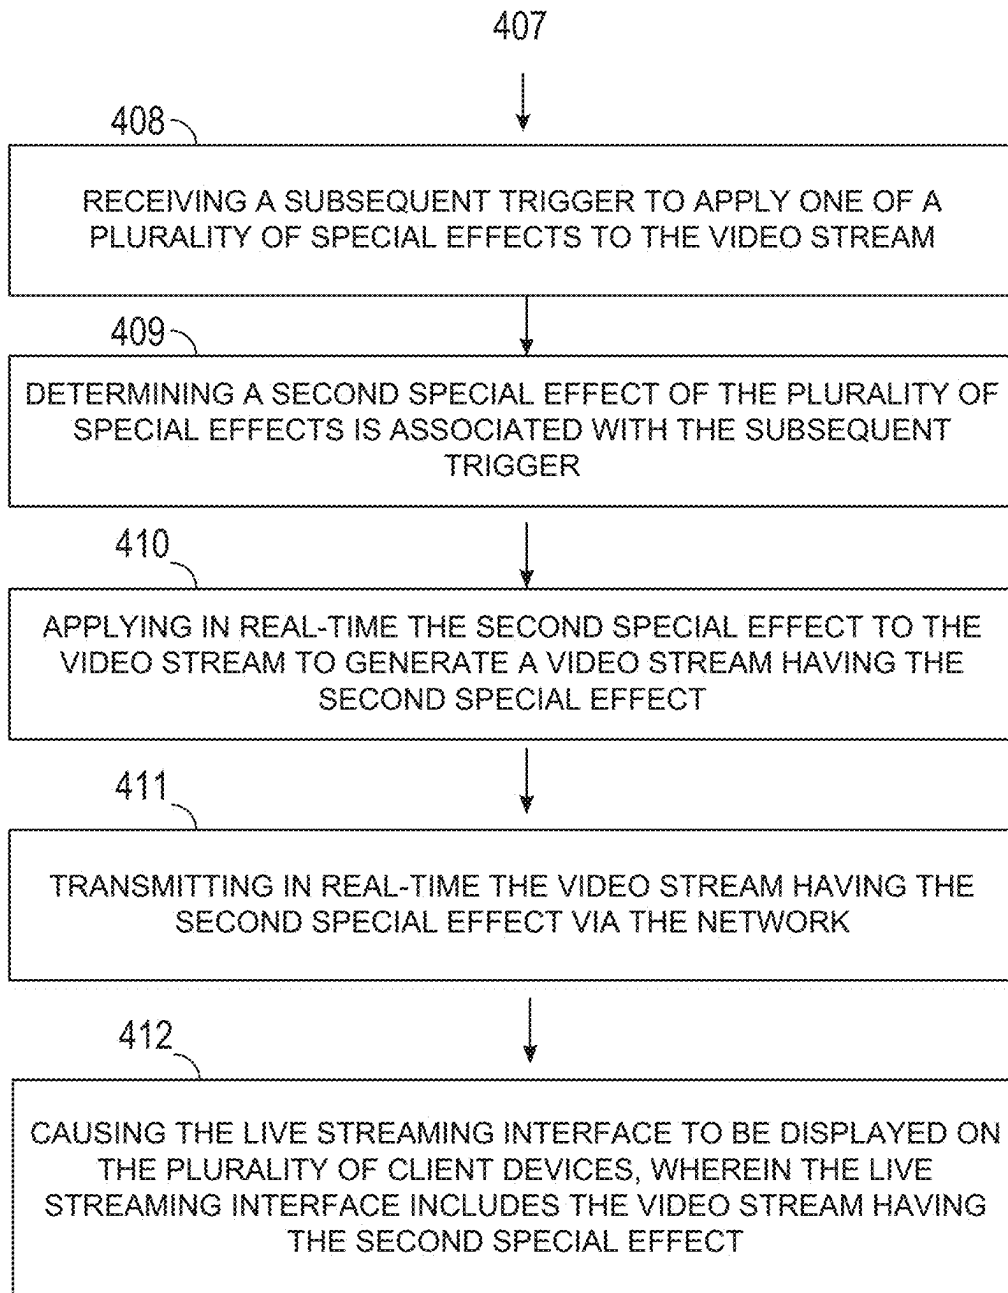 407
408
RECEIVING A SUBSEQUENT TRIGGER TO APPLY ONE OF A
PLURALITY OF SPECIAL EFFECTS TO THE VIDEO STREAM
409
DETERMINING A SECOND SPECIAL EFFECT OF THE PLURALITY OF
SPECIAL EFFECTS IS ASSOCIATED WITH THE SUBSEQUENT
TRIGGER
410
APPLYING IN REAL-TIME THE SECOND SPECIAL EFFECT TO THE
VIDEO STREAM TO GENERATE A VIDEO STREAM HAVING THE
SECOND SPECIAL EFFECT
411
TRANSMITTING IN REAL-TIME THE VIDEO STREAM HAVING THE
SECOND SPECIAL EFFECT VIA THE NETWORK
412
CAUSING THE LIVE STREAMING INTERFACE TO BE DISPLAYED ON
THE PLURALITY OF CLIENT DEVICES, WHEREIN THE LIVE
STREAMING INTERFACE INCLUDES THE VIDEO STREAM HAVING
THE SECOND SPECIAL EFFECT